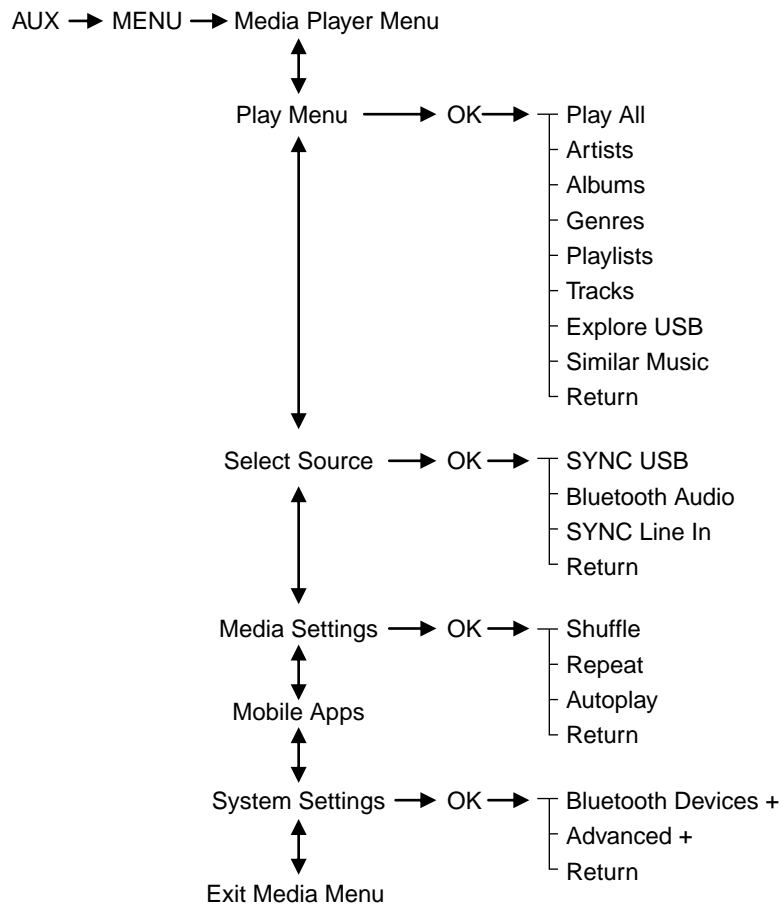 AUX MENU Media Player Menu
Play Menu OK Play All
Artists
Albums
Genres
Playlists
Tracks
Explore USB
Similar Music
Return
Select Source OK SYNC USB
Bluetooth Audio
SYNC Line In
Return
Media Settings OK Shuffle
Repeat
Autoplay
Mobile Apps
Return
System Settings OK Bluetooth Devices +
Advanced +
Return
Exit Media Menu